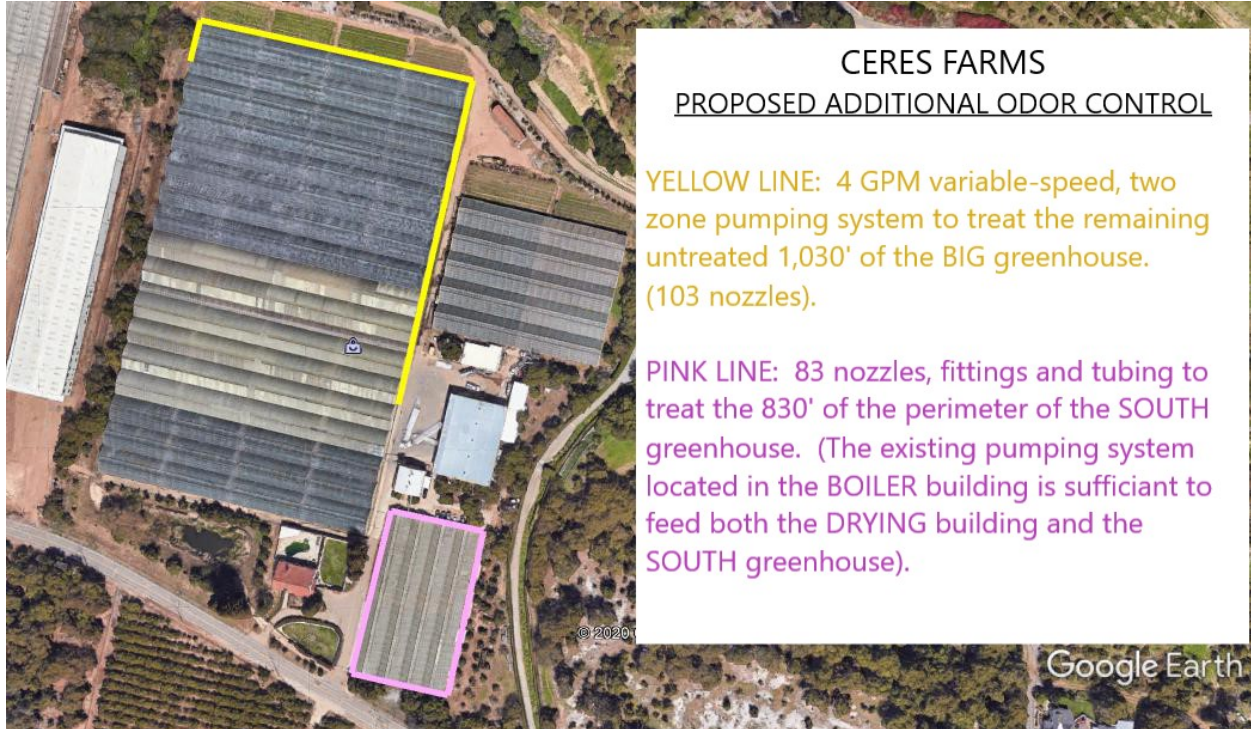 CERES FARMS
PROPOSED ADDITIONAL ODOR CONTROL
YELLOW LINE: 4 GPM variable-speed, two
zone pumping system to treat the remaining
untreated 1,030' of the BIG greenhouse.
(103 nozzles).
PINK LINE: 83 nozzles, fittings and tubing to
treat the 830' of the perimeter of the SOUTH
greenhouse. (The existing pumping system
located in the BOILER building is sufficiant to
feed both the DRYING building and the
SOUTH greenhouse).
© 2020
Google Earth